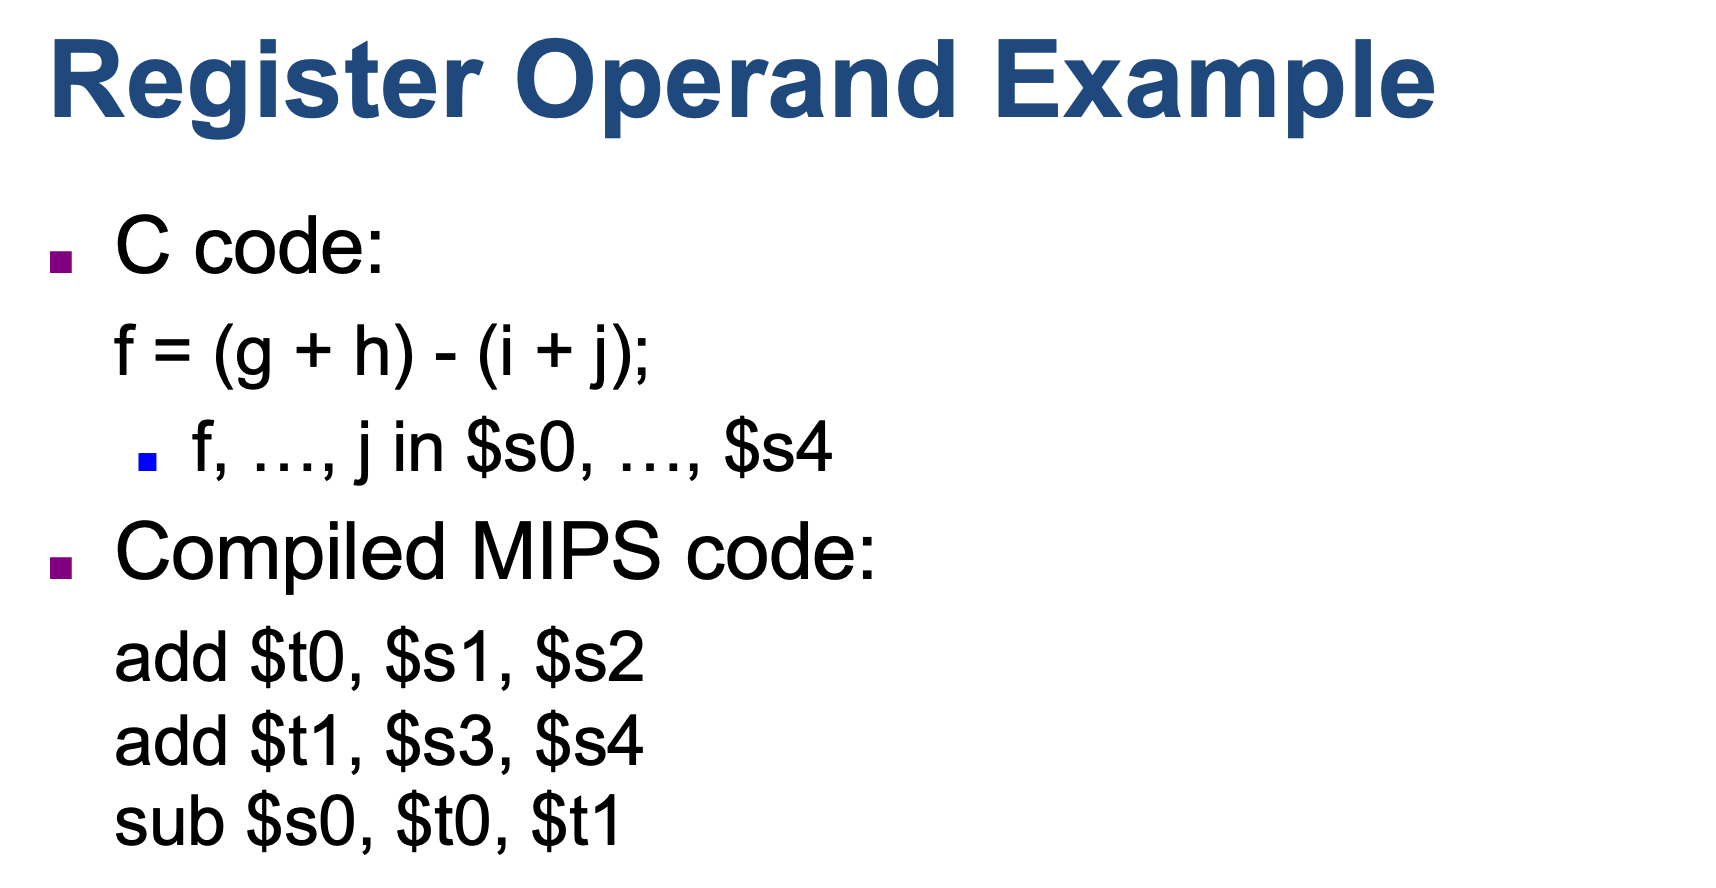 Register Operand Example
C code:
f = (g + h) - (i + j);
f, …, j in $s0, …, $s4
Compiled MIPS code:
add $t0, $s1, $s2
add $t1, $s3, $s4
sub $s0, $t0, $t1